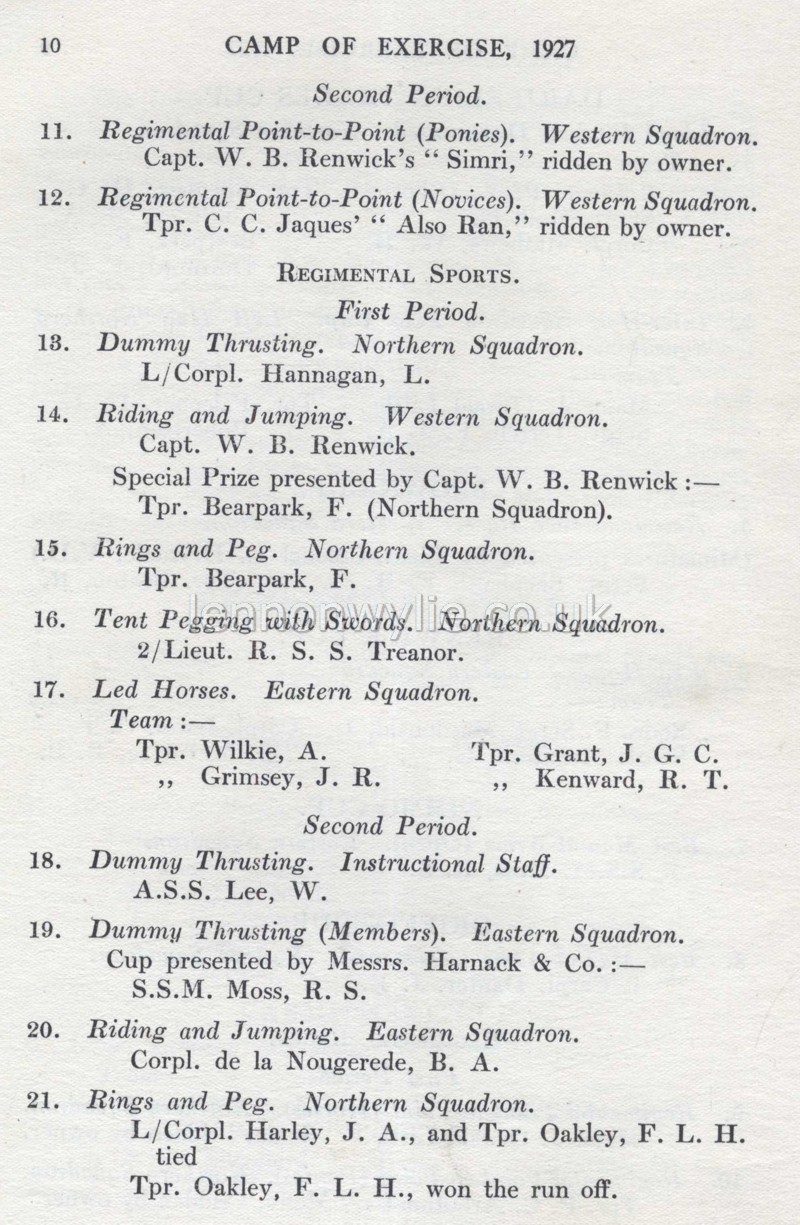 10 CAMP OF EXERCISE, 1927
Second Period.
11. Regimental Point-to-Point (Ponies). Western Squadron.
Capt. W. B. Renwick's “ Simri,” ridden by owner.
12. Regimental Point-to-Point (Novices). Western Squadron.
Tpr. C. C. Jaques' “ Also Ran,” ridden by owner.
REGIMENTAL SPORTS.
First Period.
13. Dummy Thrusting. Northern Squadron.
L/Corpl. Hannagan, L.
14. Riding and Jumping. Western Squadron.
Capt. W. B. Renwick.
Special Prize presented by Capt. W. B. Renwick :—
Tpr. Bearpark, F. (Northern Squadron).
15. Rings and Peg. Northern Squadron.
Tpr. Bearpark, F.
lennonwylie.co.uk
16. Tent Pegging with Swords. Northern Squadron.
2/Lieut. R. S. S. Treanor.
17. Led Horses. Eastern Squadron.
Team :—
Tpr. Wilkie, A. Tpr. Grant, J. G. C.
,, Grimsey, J. R. ,, Kenward, R. T.
Second Period.
18. Dummy Thrusting. Instructional Staff.
A.S.S. Lee, W.
19. Dummy Thrusting (Members). Eastern Squadron.
Cup presented by Messrs. Harnack & Co. :—
S.S.M. Moss, R. S.
20. Riding and Jumping. Eastern Squadron.
Corpl. de la Nougerede, B. A.
21. Rings and Peg. Northern Squadron.
L/Corpl. Harley, J. A., and Tpr. Oakley, F. L. H.
tied
Tpr. Oakley, F. L. H., won the run off.